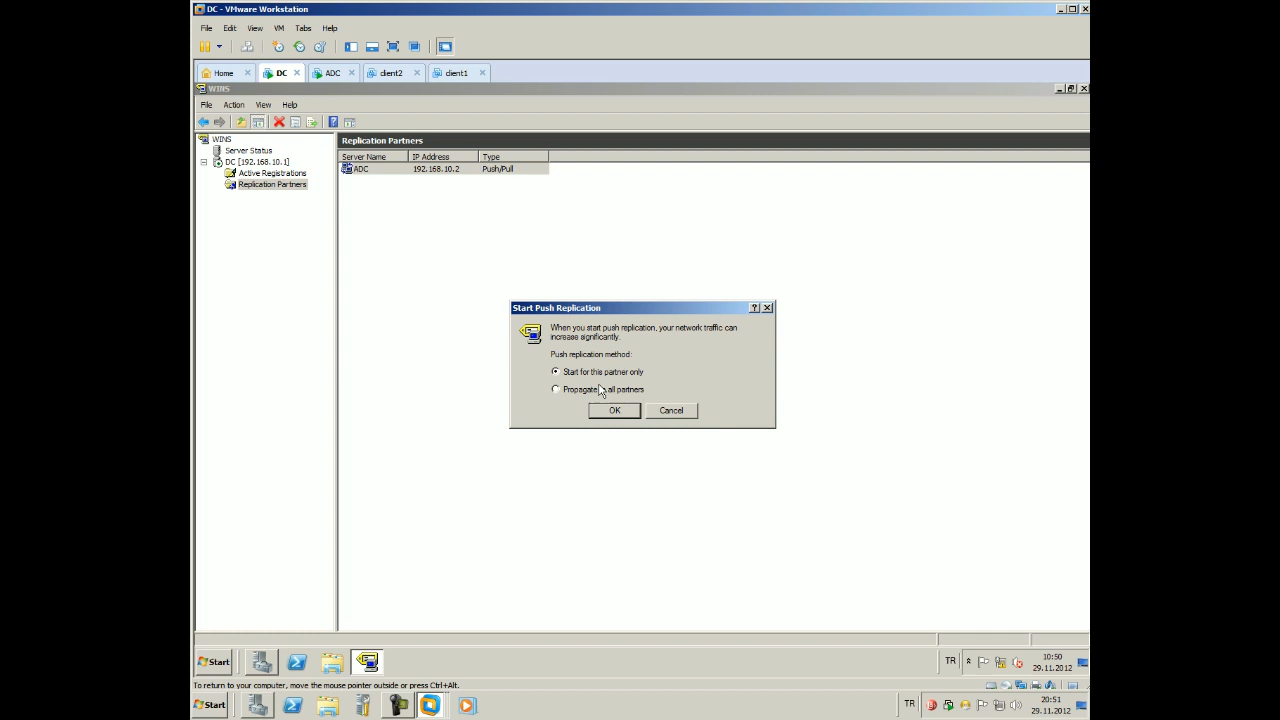 DC - VMware Workstation
File Edit View VM Tabs Help
Home DC ADC client2 client1
WINS
File Action View Help
WINS
Server Status
DC [192.168.10.1]
Active Registrations
Replication Partners
Replication Partners
Server Name IP Address Type
ADC 192.168.10.2 Push/Pull
Start Push Replication
When you start push replication, your network traffic can
increase significantly.
Push replication method:
Start for this partner only
Propagate all partners
OK Cancel
Start TR 10:50
29.11.2012
To return to your computer, move the mouse pointer outside or press Ctrl+Alt.
Start TR 20:51
29.11.2012